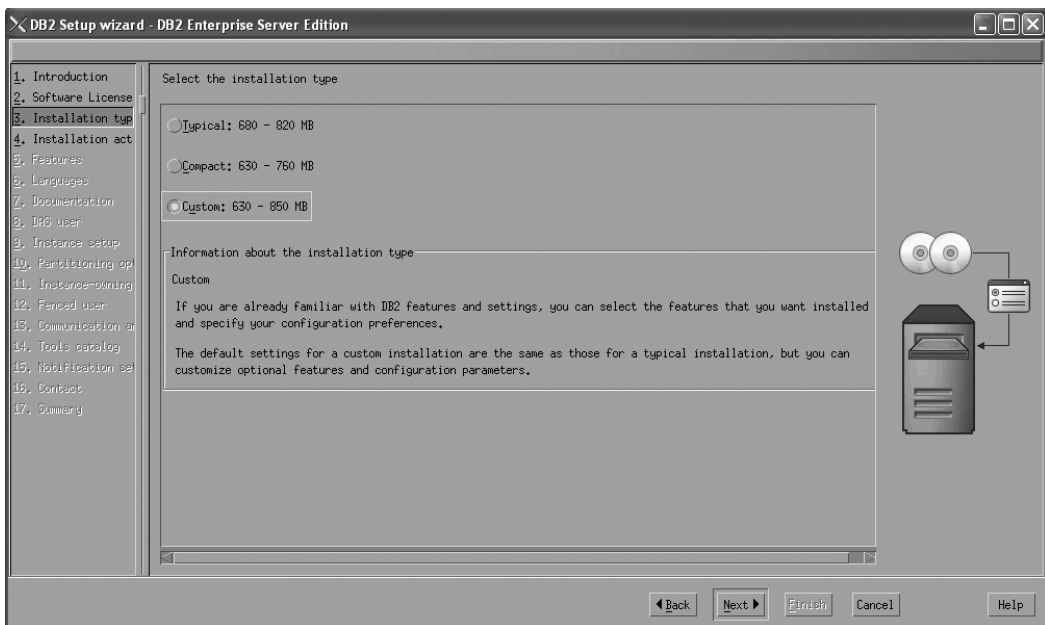 DB2 Setup wizard - DB2 Enterprise Server Edition
1. Introduction
2. Software License
3. Installation typ
4. Installation act
5. Features
6. Languages
7. Documentation
8. DAS user
9. Instance setup
10. Partitioning op
11. Instance-owning
12. Fenced user
13. Communication an
14. Tools catalog
15. Notification se
16. Contact
17. Summary
Select the installation type
Typical: 680 - 820 MB
Compact: 630 - 760 MB
Custom: 630 - 850 MB
Information about the installation type
Custom
If you are already familiar with DB2 features and settings, you can select the features that you want installed
and specify your configuration preferences.
The default settings for a custom installation are the same as those for a typical installation, but you can
customize optional features and configuration parameters.
Back
Next
Finish
Cancel
Help